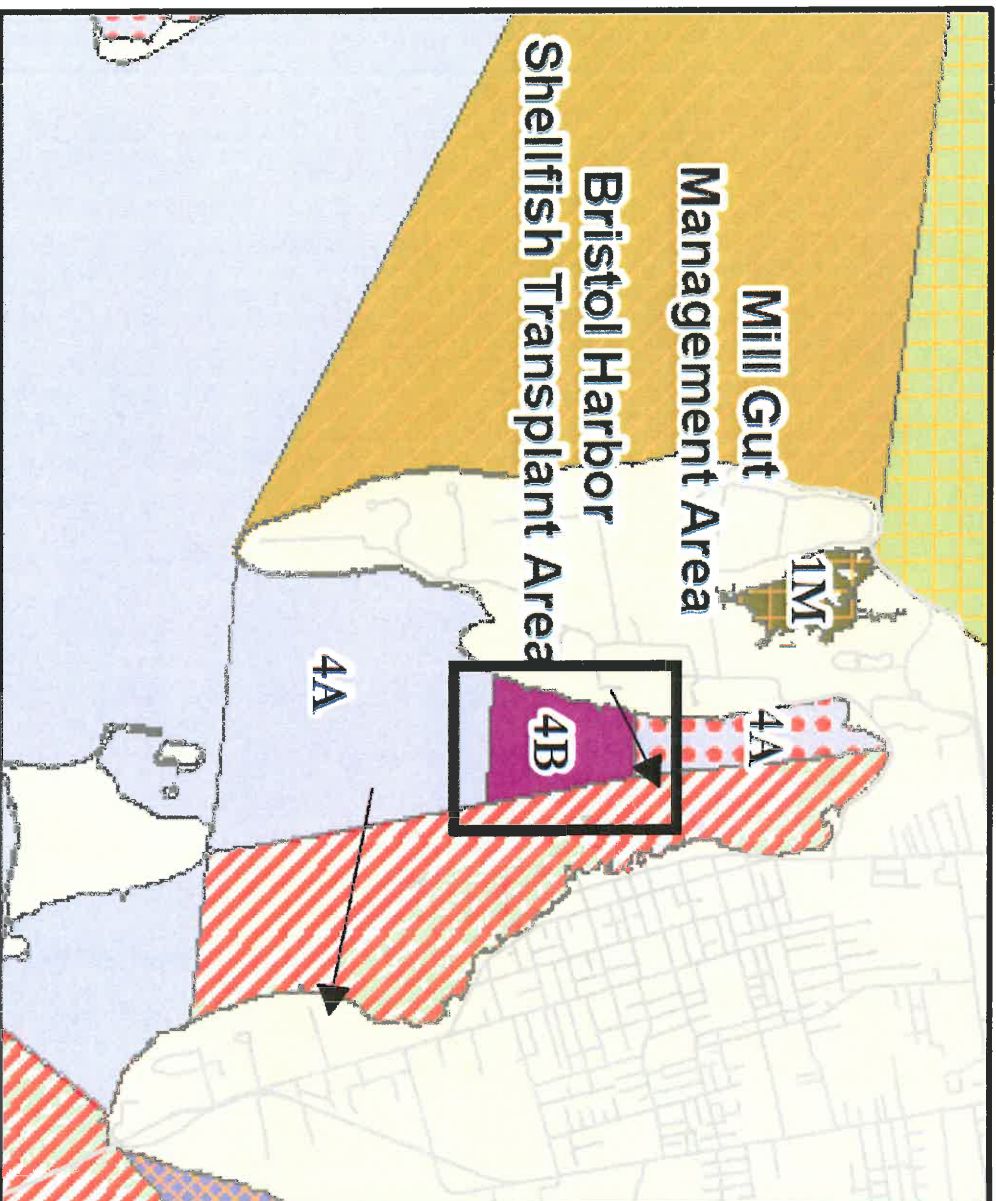 Mill Gut
Management Area
Bristol Harbor
Shellfish Transplant Area
1M
4A
4B
4A